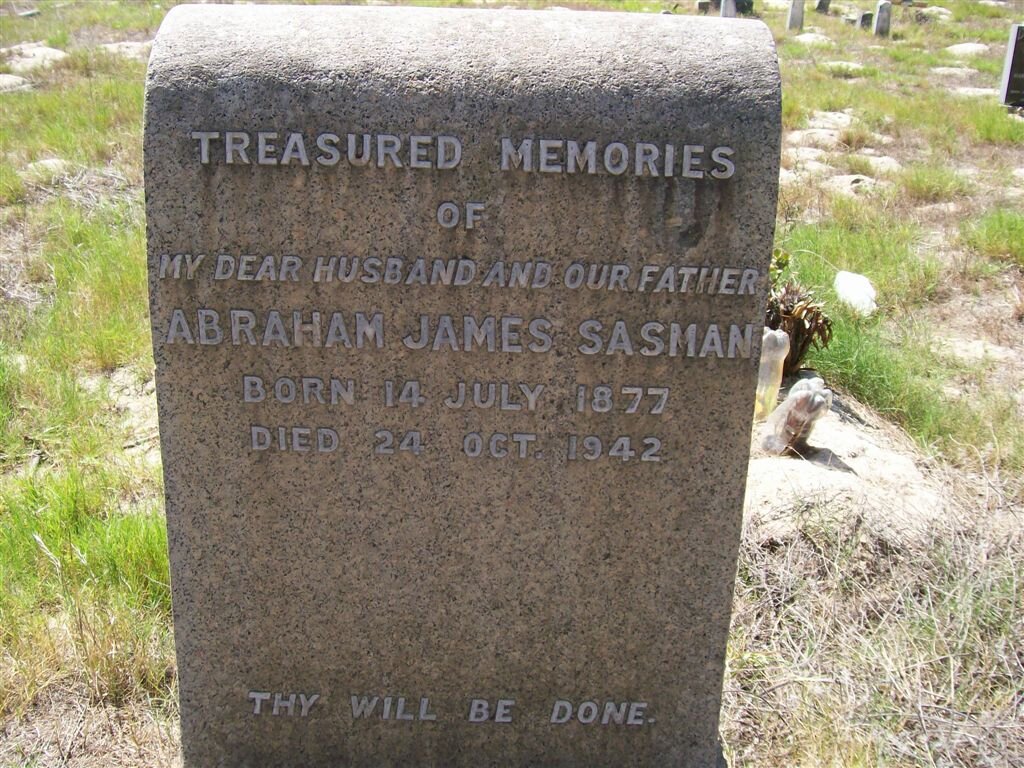 TREASURED MEMORIES
OF
MY DEAR HUSBAND AND OUR FATHER
ABRAHAM JAMES SASMAN
BORN 14 JULY 1877
DIED 24 OCT. 1942
THY WILL BE DONE.